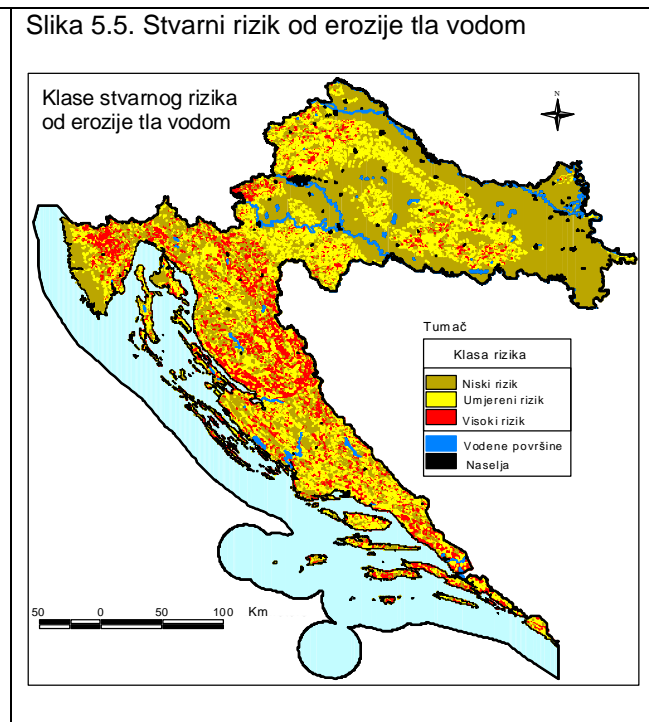 Slika 5.5. Stvarni rizik od erozije tla vodom
Klase stvarnog rizika
od erozije tla vodom
N
Tumač
Klasa rizika
Niski rizik
Umjereni rizik
Visoki rizik
Vodene površine
Naselja
50 0 50 100 Km